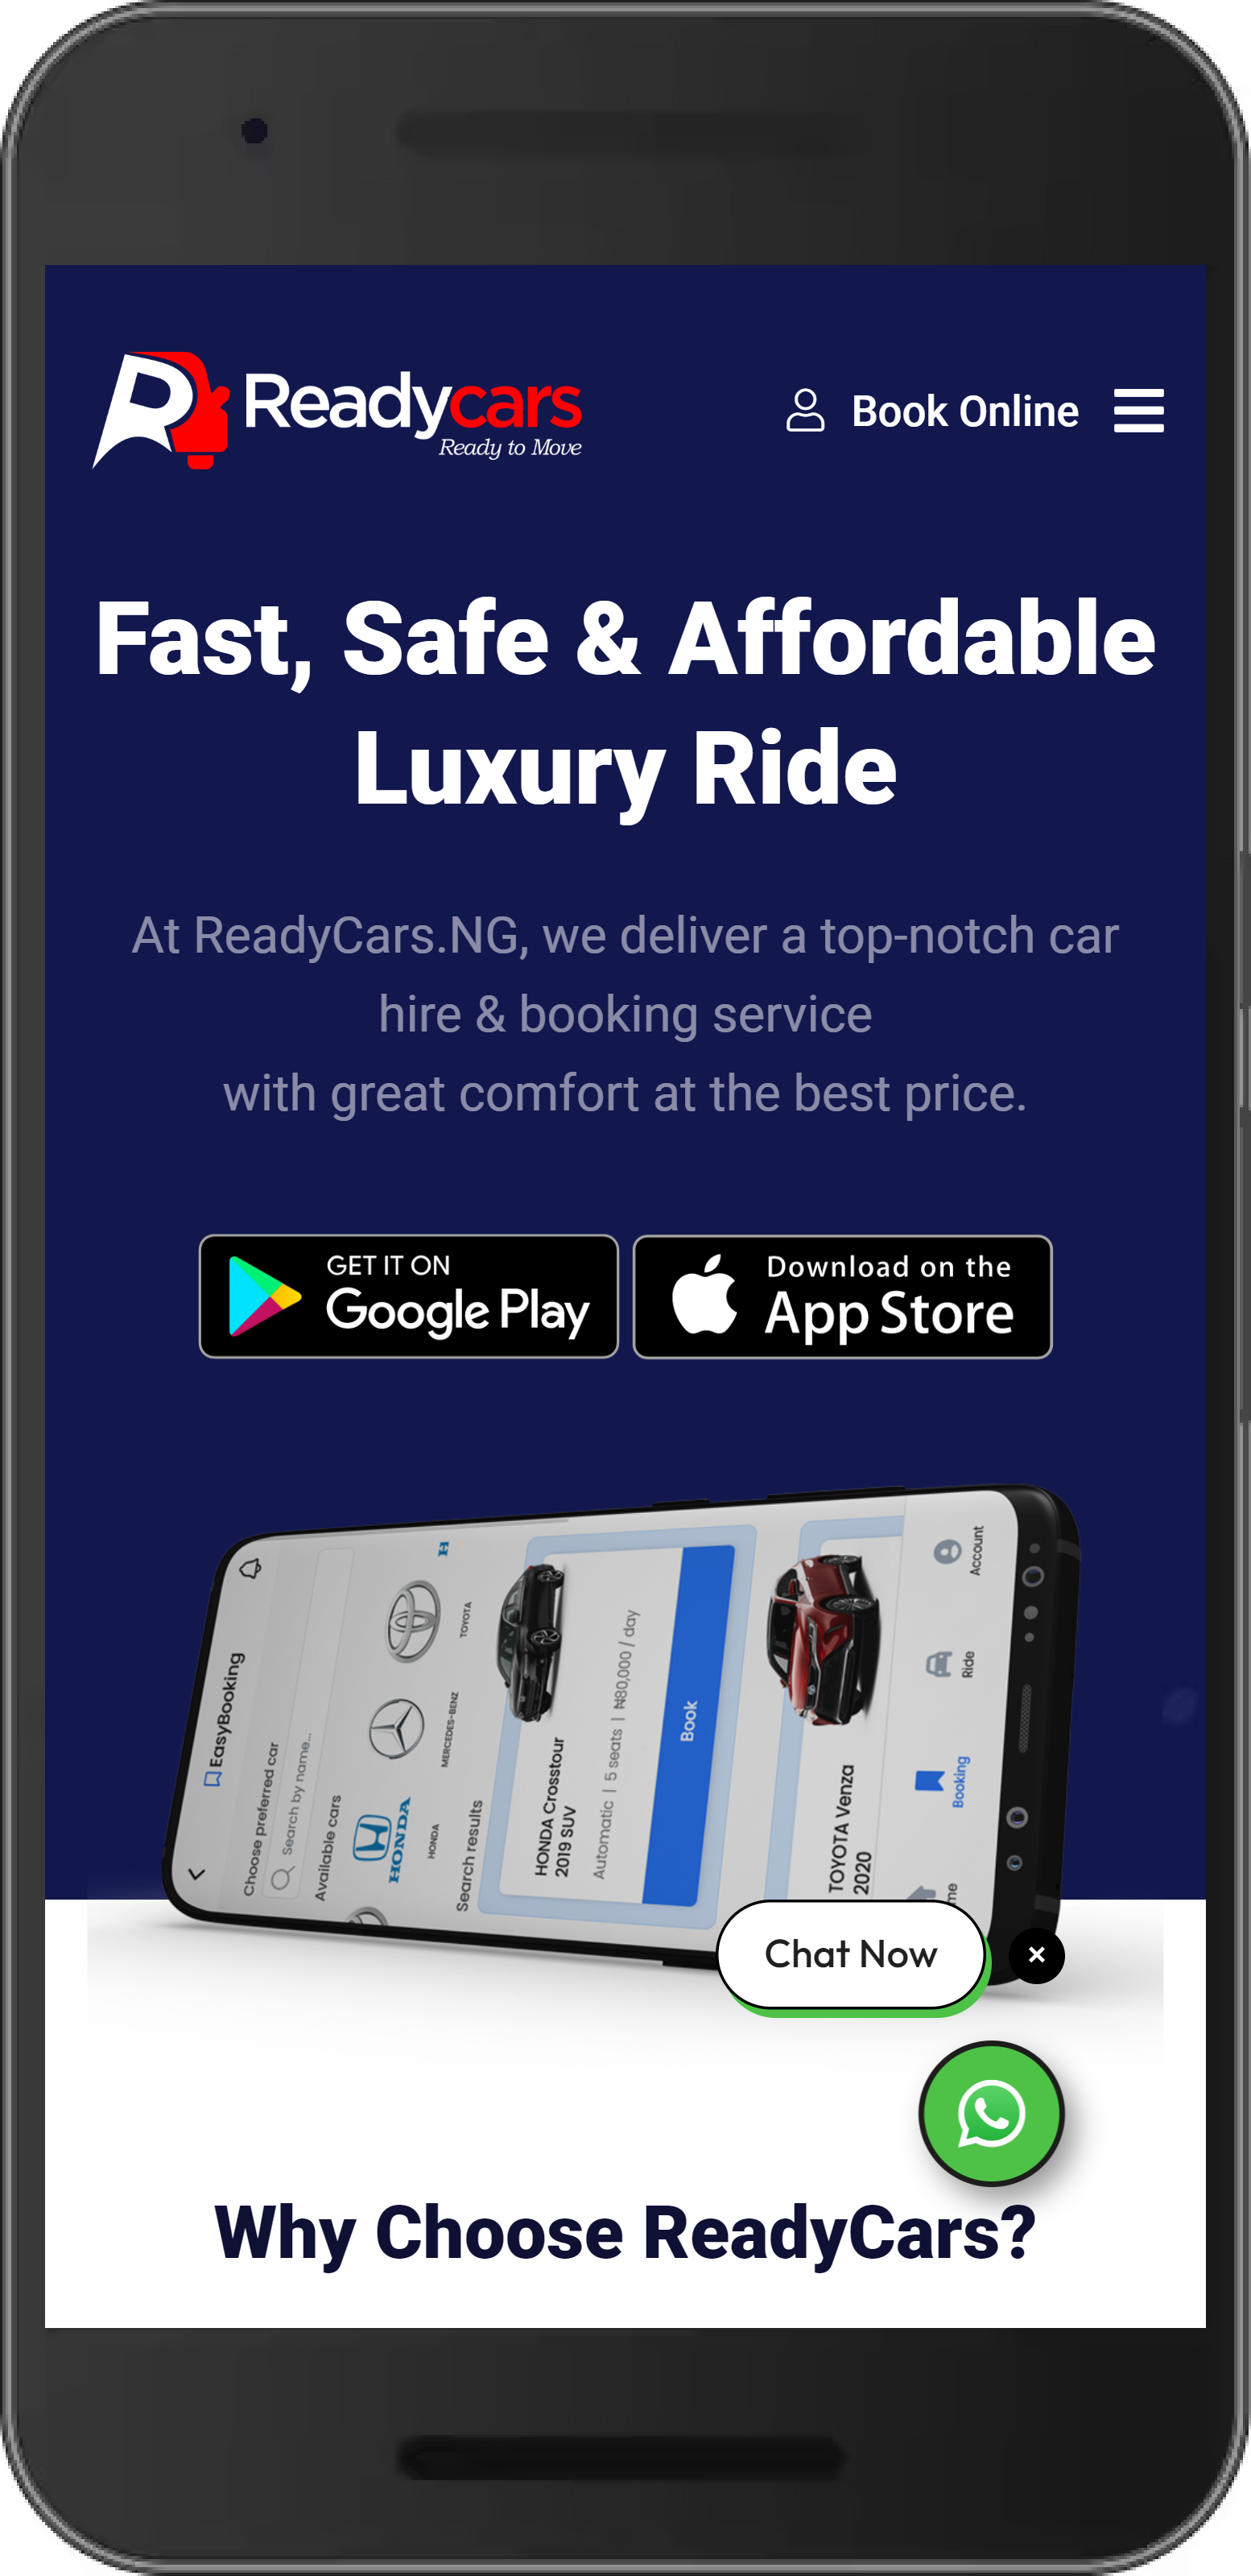 Readycars
Ready to Move
Book Online
Fast, Safe & Affordable
Luxury Ride
At ReadyCars.NG, we deliver a top-notch car
hire & booking service
with great comfort at the best price.
GET IT ON
Google Play
Download on the
App Store
EasyBooking
Choose preferred car
Search by name...
Available cars
HONDA
HONDA
MERCEDES-BENZ
TOYOTA
Search results
HONDA Crosstour
2019 SUV
Automatic | 5 seats | ₦80,000 / day
Book
TOYOTA Venza
2020
me
Booking
Ride
Account
Chat Now
×
Why Choose ReadyCars?